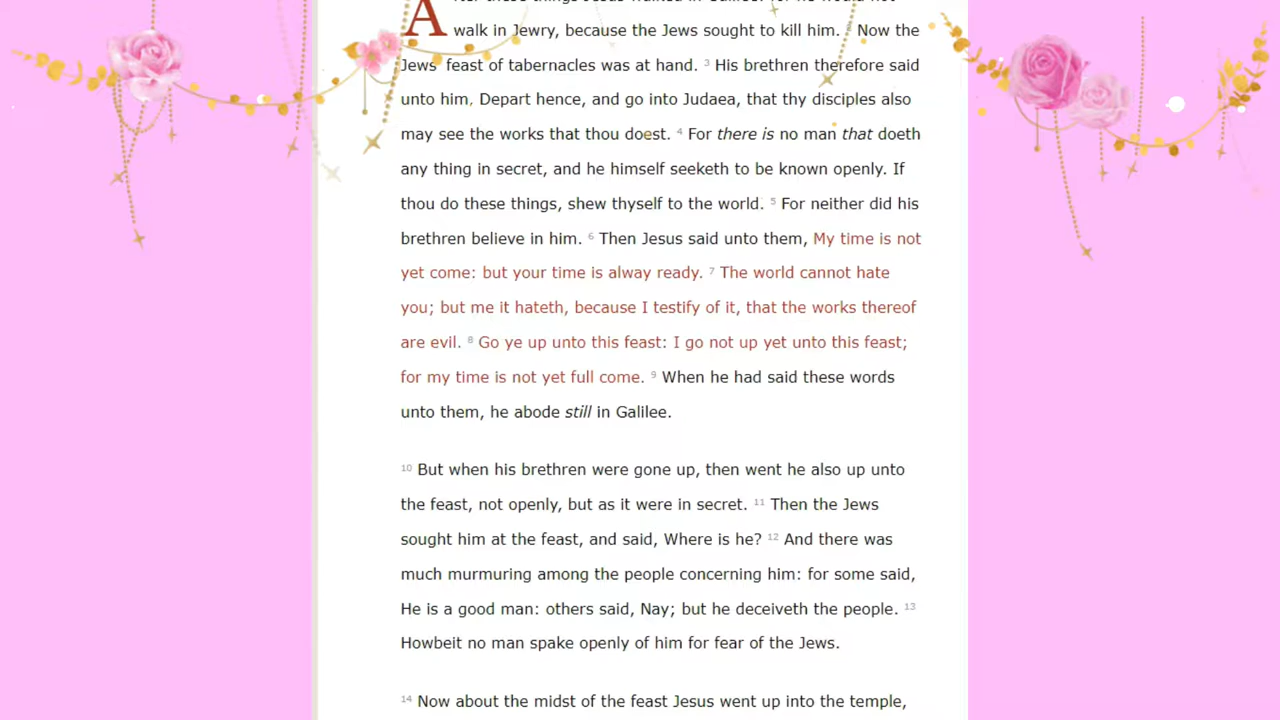 After these things Jesus walked in Galilee: for he would not
walk in Jewry, because the Jews sought to kill him. Now the
Jews' feast of tabernacles was at hand. 3 His brethren therefore said
unto him, Depart hence, and go into Judaea, that thy disciples also
may see the works that thou doest. 4 For there is no man that doeth
any thing in secret, and he himself seeketh to be known openly. If
thou do these things, shew thyself to the world. 5 For neither did his
brethren believe in him. 6 Then Jesus said unto them, My time is not
yet come: but your time is alway ready. 7 The world cannot hate
you; but me it hateth, because I testify of it, that the works thereof
are evil. 8 Go ye up unto this feast: I go not up yet unto this feast;
for my time is not yet full come. 9 When he had said these words
unto them, he abode still in Galilee.
10 But when his brethren were gone up, then went he also up unto
the feast, not openly, but as it were in secret. 11 Then the Jews
sought him at the feast, and said, Where is he? 12 And there was
much murmuring among the people concerning him: for some said,
He is a good man: others said, Nay; but he deceiveth the people. 13
Howbeit no man spake openly of him for fear of the Jews.
14 Now about the midst of the feast Jesus went up into the temple,